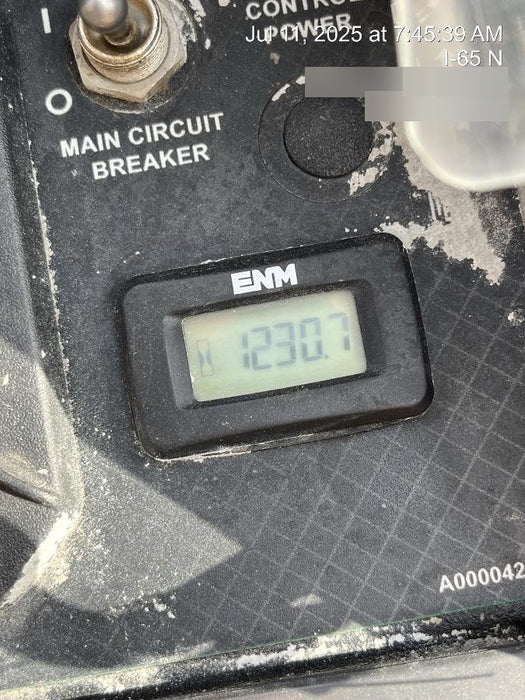 I
CONTROL
POWER
Jul 11, 2025 at 7:45:39 AM
I-65 N
O
MAIN CIRCUIT
BREAKER
ENM
1230.7
A000042